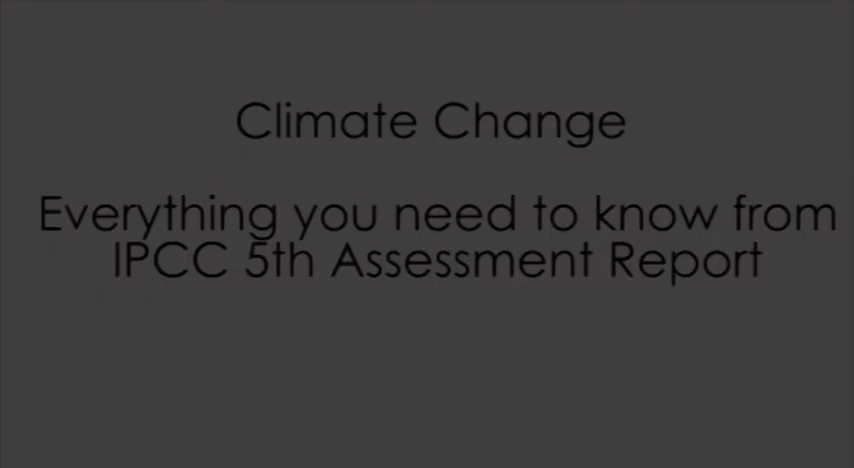 Climate Change
Everything you need to know from
IPCC 5th Assessment Report